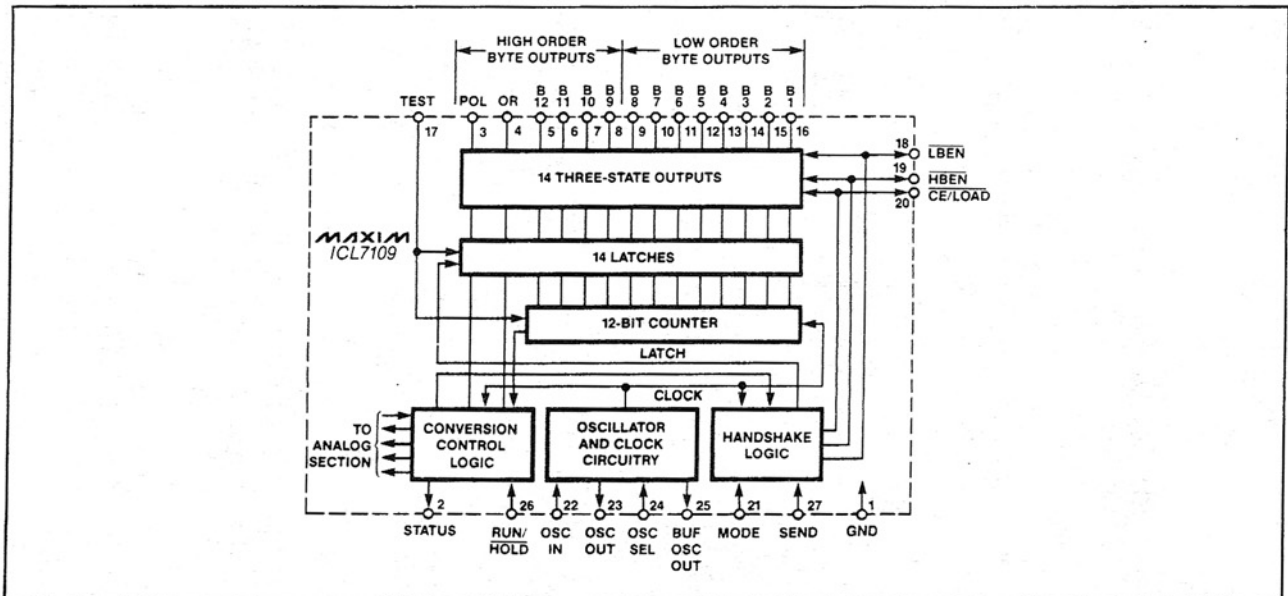 HIGH ORDER
BYTE OUTPUTS
LOW ORDER
BYTE OUTPUTS
TEST
POL
OR
B 12
B 11
B 10
B 9
B 8
B 7
B 6
B 5
B 4
B 3
B 2
B 1
17
3
4
5
6
7
8
9
10
11
12
13
14
15
16
14 THREE-STATE OUTPUTS
18
LBEN
19
HBEN
CE/LOAD
20
MAXIM
ICL7109
14 LATCHES
12-BIT COUNTER
LATCH
CLOCK
TO
ANALOG
SECTION
CONVERSION
CONTROL
LOGIC
OSCILLATOR
AND CLOCK
CIRCUITRY
HANDSHAKE
LOGIC
2
26
22
23
24
25
21
27
1
STATUS
RUN/
HOLD
OSC
IN
OSC
OUT
OSC
SEL
BUF
OSC
OUT
MODE
SEND
GND